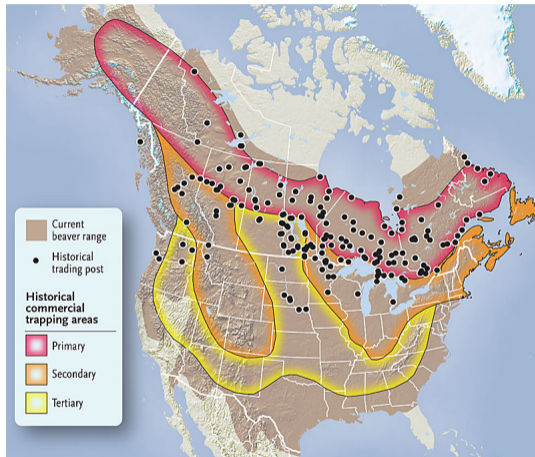 Current
beaver range
Historical
trading post
Historical
commercial
trapping areas
Primary
Secondary
Tertiary